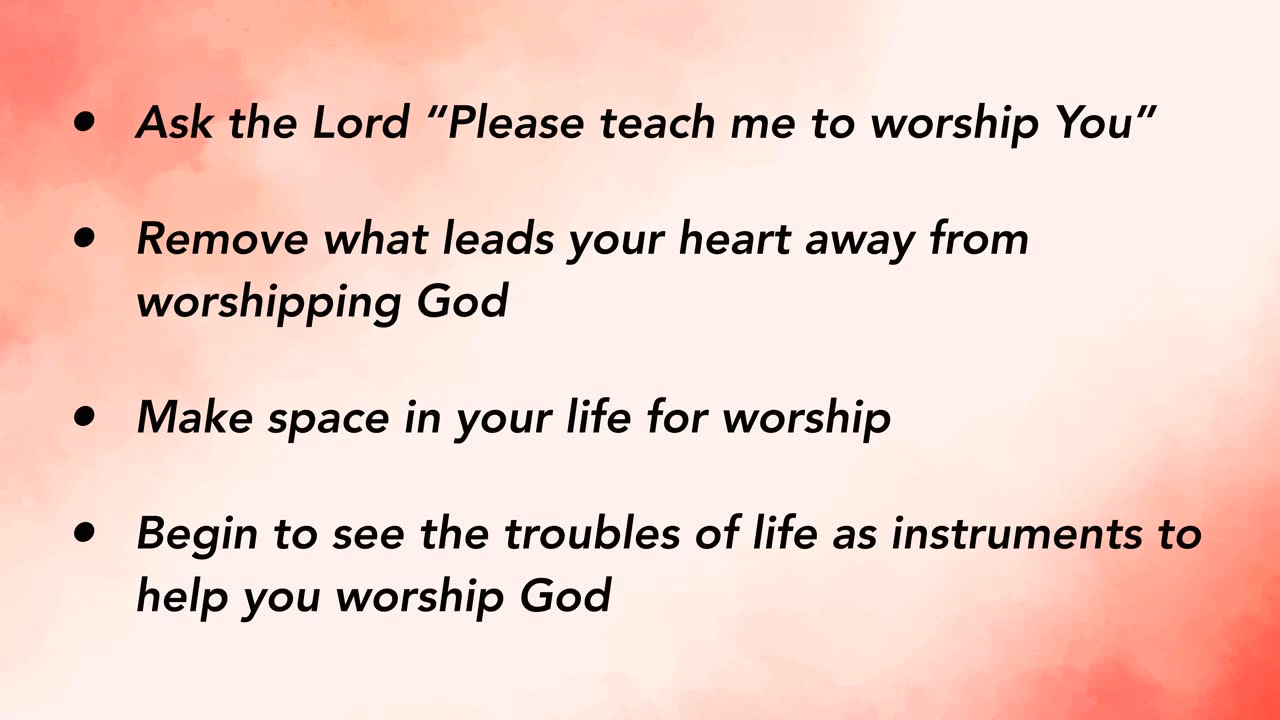 • Ask the Lord “Please teach me to worship You”
• Remove what leads your heart away from
worshipping God
• Make space in your life for worship
• Begin to see the troubles of life as instruments to
help you worship God